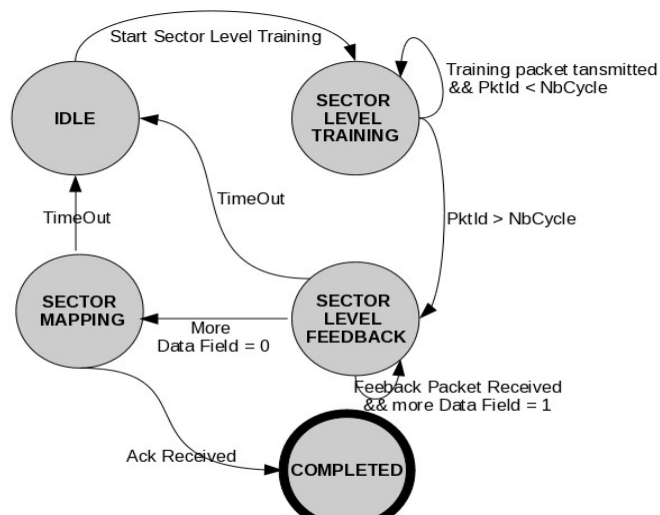 Start Sector Level Training
Training packet tansmitted
&& PktId < NbCycle
IDLE
SECTOR
LEVEL
TRAINING
TimeOut
TimeOut
PktId > NbCycle
SECTOR
MAPPING
SECTOR
LEVEL
FEEDBACK
More
Data Field = 0
Feeback Packet Received
&& more Data Field = 1
Ack Received
COMPLETED